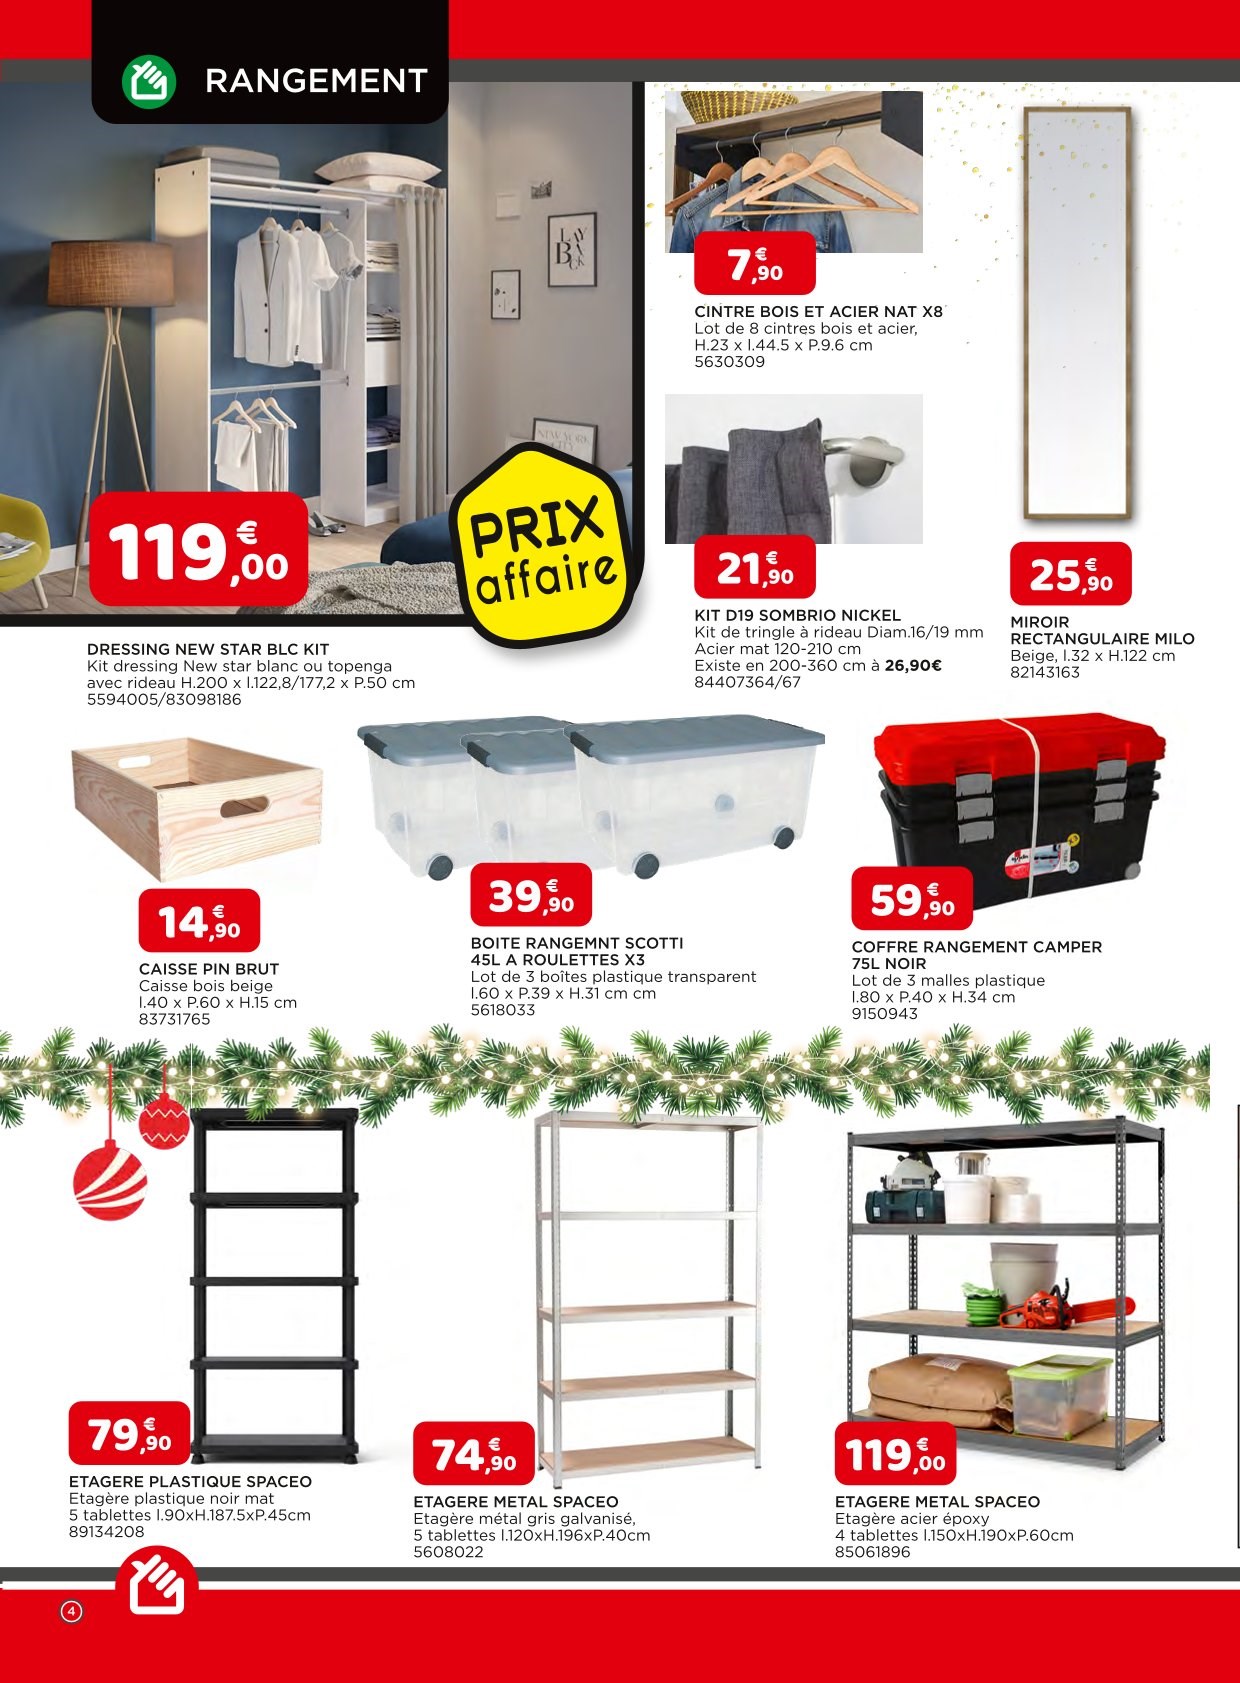 RANGEMENT
LAY
BACK
NEW YORK
119,00€
PRIX
affaire
DRESSING NEW STAR BLC KIT
Kit dressing New star blanc ou topenga
avec rideau H.200 x l.122,8/177,2 x P.50 cm
5594005/83098186
7,90€
CINTRE BOIS ET ACIER NAT X8
Lot de 8 cintres bois et acier,
H.23 x l.44.5 x P.9.6 cm
5630309
21,90€
KIT D19 SOMBRIO NICKEL
Kit de tringle à rideau Diam.16/19 mm
Acier mat 120-210 cm
Existe en 200-360 cm à 26,90€
84407364/67
25,90€
MIROIR
RECTANGULAIRE MILO
Beige, l.32 x H.122 cm
82143163
14,90€
CAISSE PIN BRUT
Caisse bois beige
l.40 x P.60 x H.15 cm
83731765
39,90€
BOITE RANGEMNT SCOTTI
45L A ROULETTES X3
Lot de 3 boîtes plastique transparent
l.60 x P.39 x H.31 cm cm
5618033
59,90€
COFFRE RANGEMENT CAMPER
75L NOIR
Lot de 3 malles plastique
l.80 x P.40 x H.34 cm
9150943
79,90€
ETAGERE PLASTIQUE SPACEO
Etagère plastique noir mat
5 tablettes l.90xH.187.5xP.45cm
89134208
74,90€
ETAGERE METAL SPACEO
Etagère métal gris galvanisé,
5 tablettes l.120xH.196xP.40cm
5608022
119,00€
ETAGERE METAL SPACEO
Etagère acier époxy
4 tablettes l.150xH.190xP.60cm
85061896
4